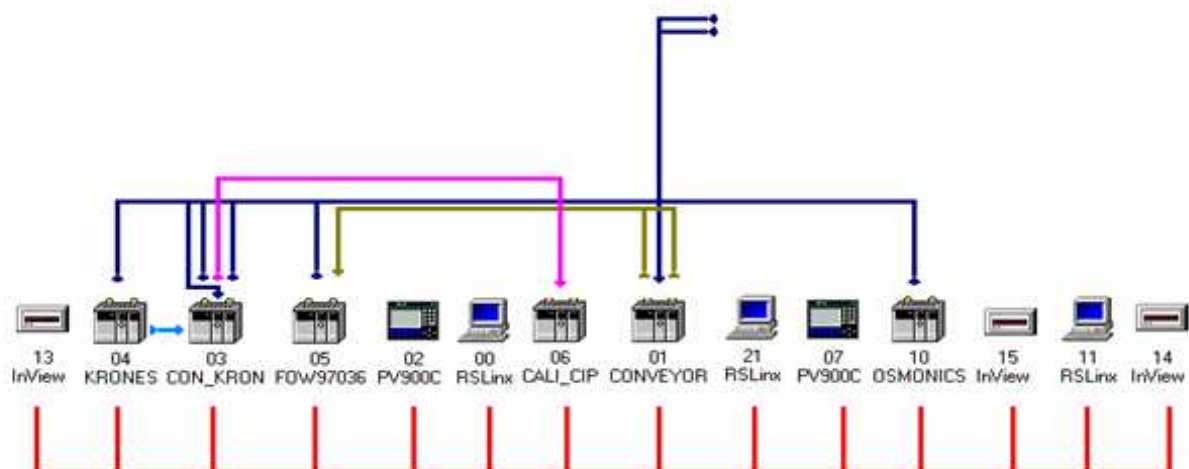 13 04 03 05 02 00 06 01 21 07 10 15 11 14
InView KRONES CON_KRON FOW97036 PV900C RSLinx CALI_CIP CONVEYOR RSLinx PV900C OSMONICS InView RSLinx InView